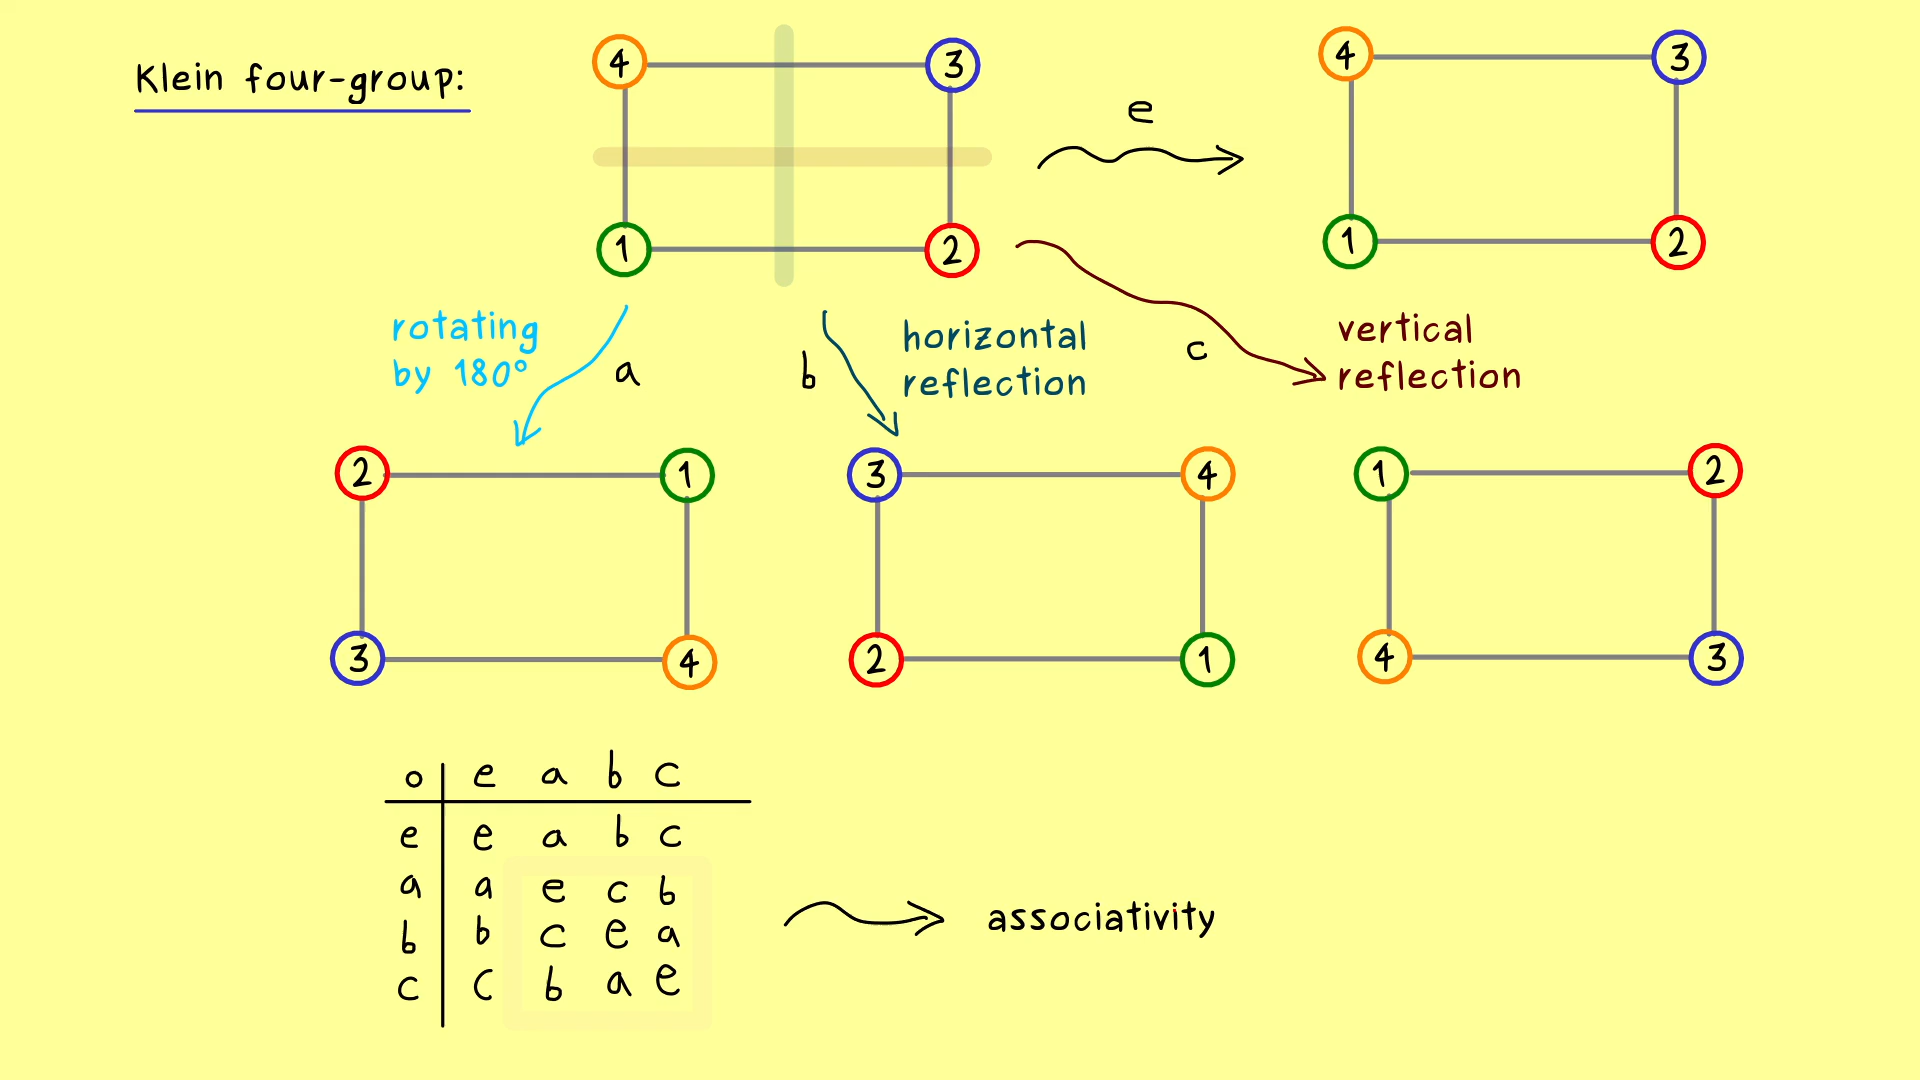 Klein four-group:
4 3
1 2
e
4 3
1 2
rotating
by 180°
a
b
horizontal
reflection
c
vertical
reflection
2 1
3 4
3 4
2 1
1 2
4 3
o e a b c
e e a b c
a a e c b
b b c e a
c c b a e
associativity